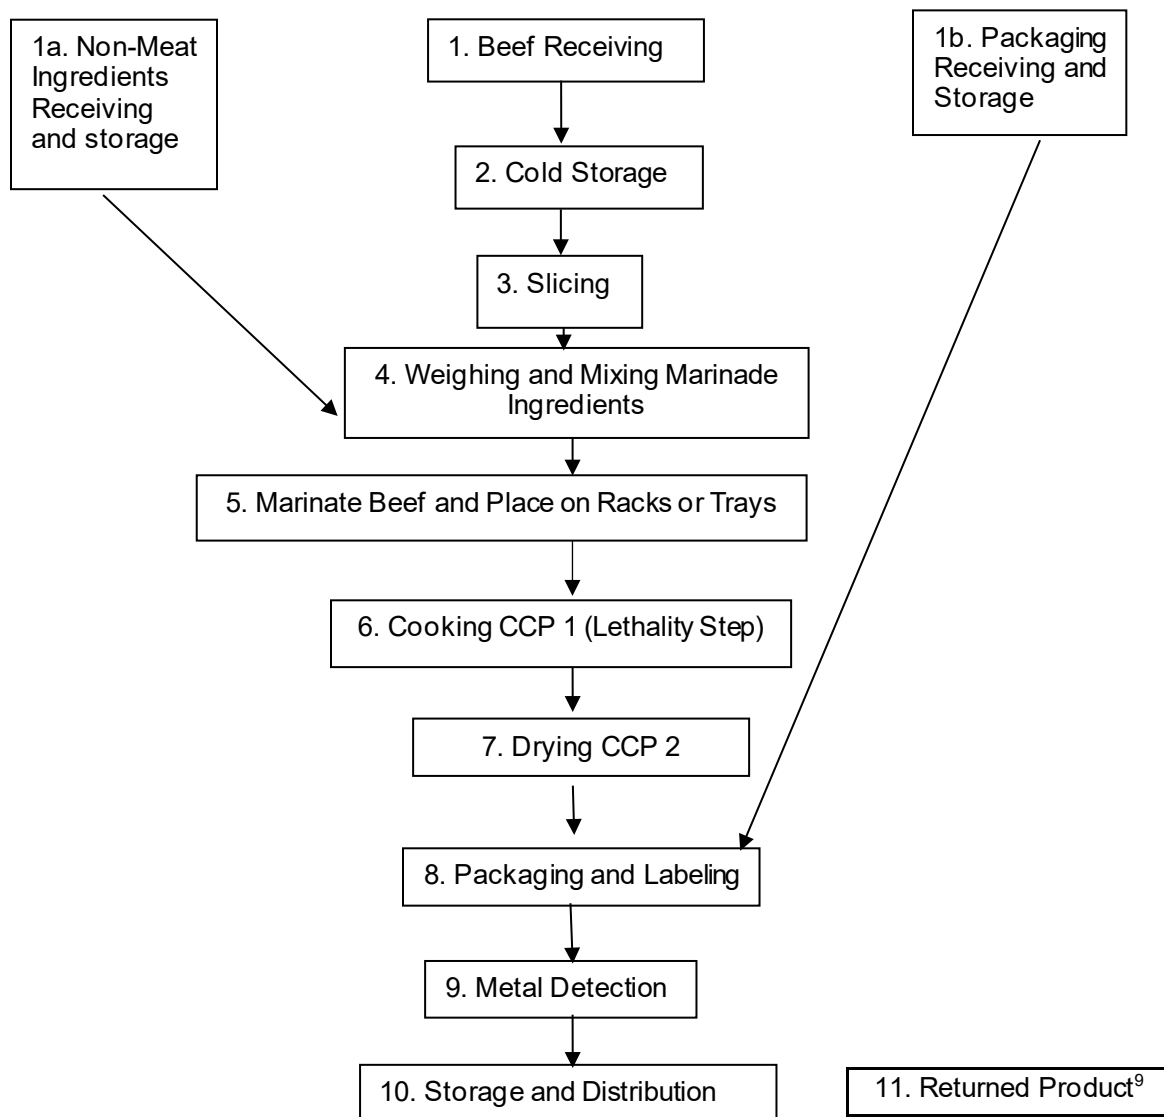 1a. Non-Meat
Ingredients
Receiving
and storage
1. Beef Receiving
1b. Packaging
Receiving and
Storage
2. Cold Storage
3. Slicing
4. Weighing and Mixing Marinade
Ingredients
5. Marinate Beef and Place on Racks or Trays
6. Cooking CCP 1 (Lethality Step)
7. Drying CCP 2
8. Packaging and Labeling
9. Metal Detection
10. Storage and Distribution
11. Returned Product⁹